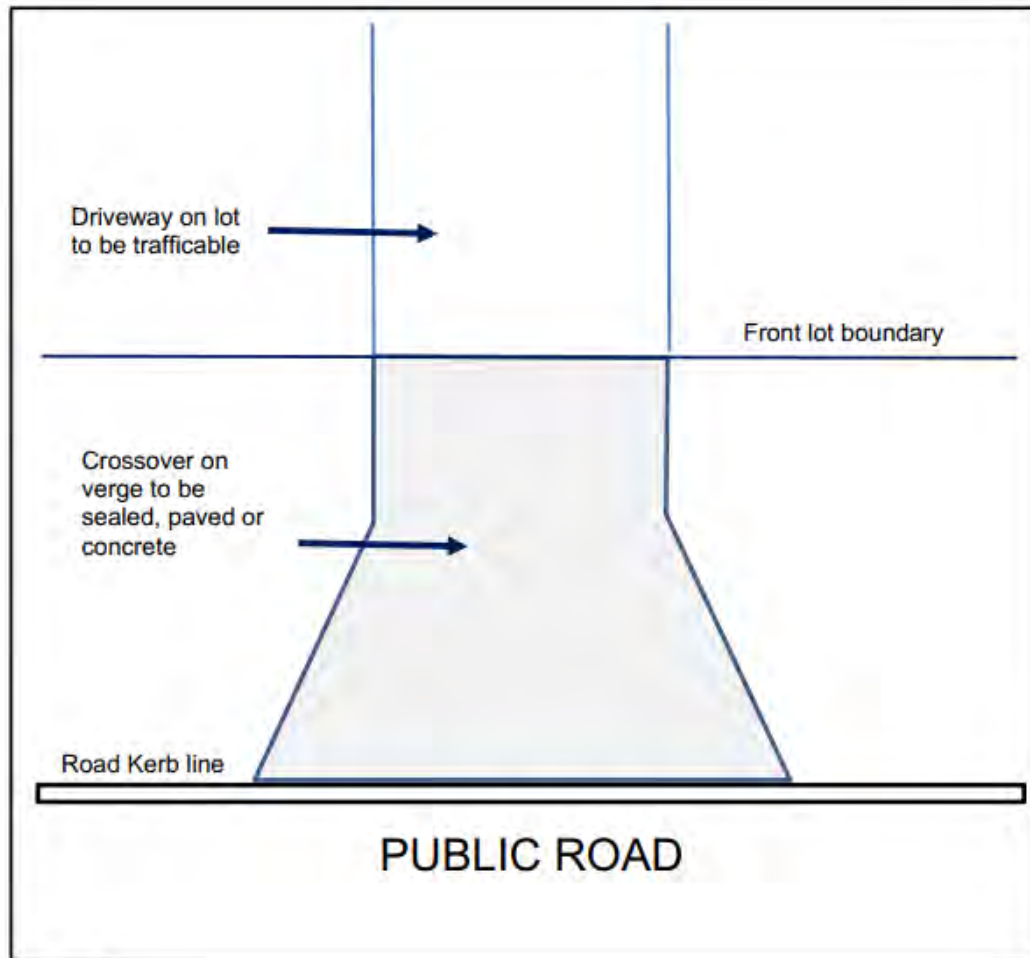 Driveway on lot
to be trafficable
Front lot boundary
Crossover on
verge to be
sealed, paved or
concrete
Road Kerb line
PUBLIC ROAD